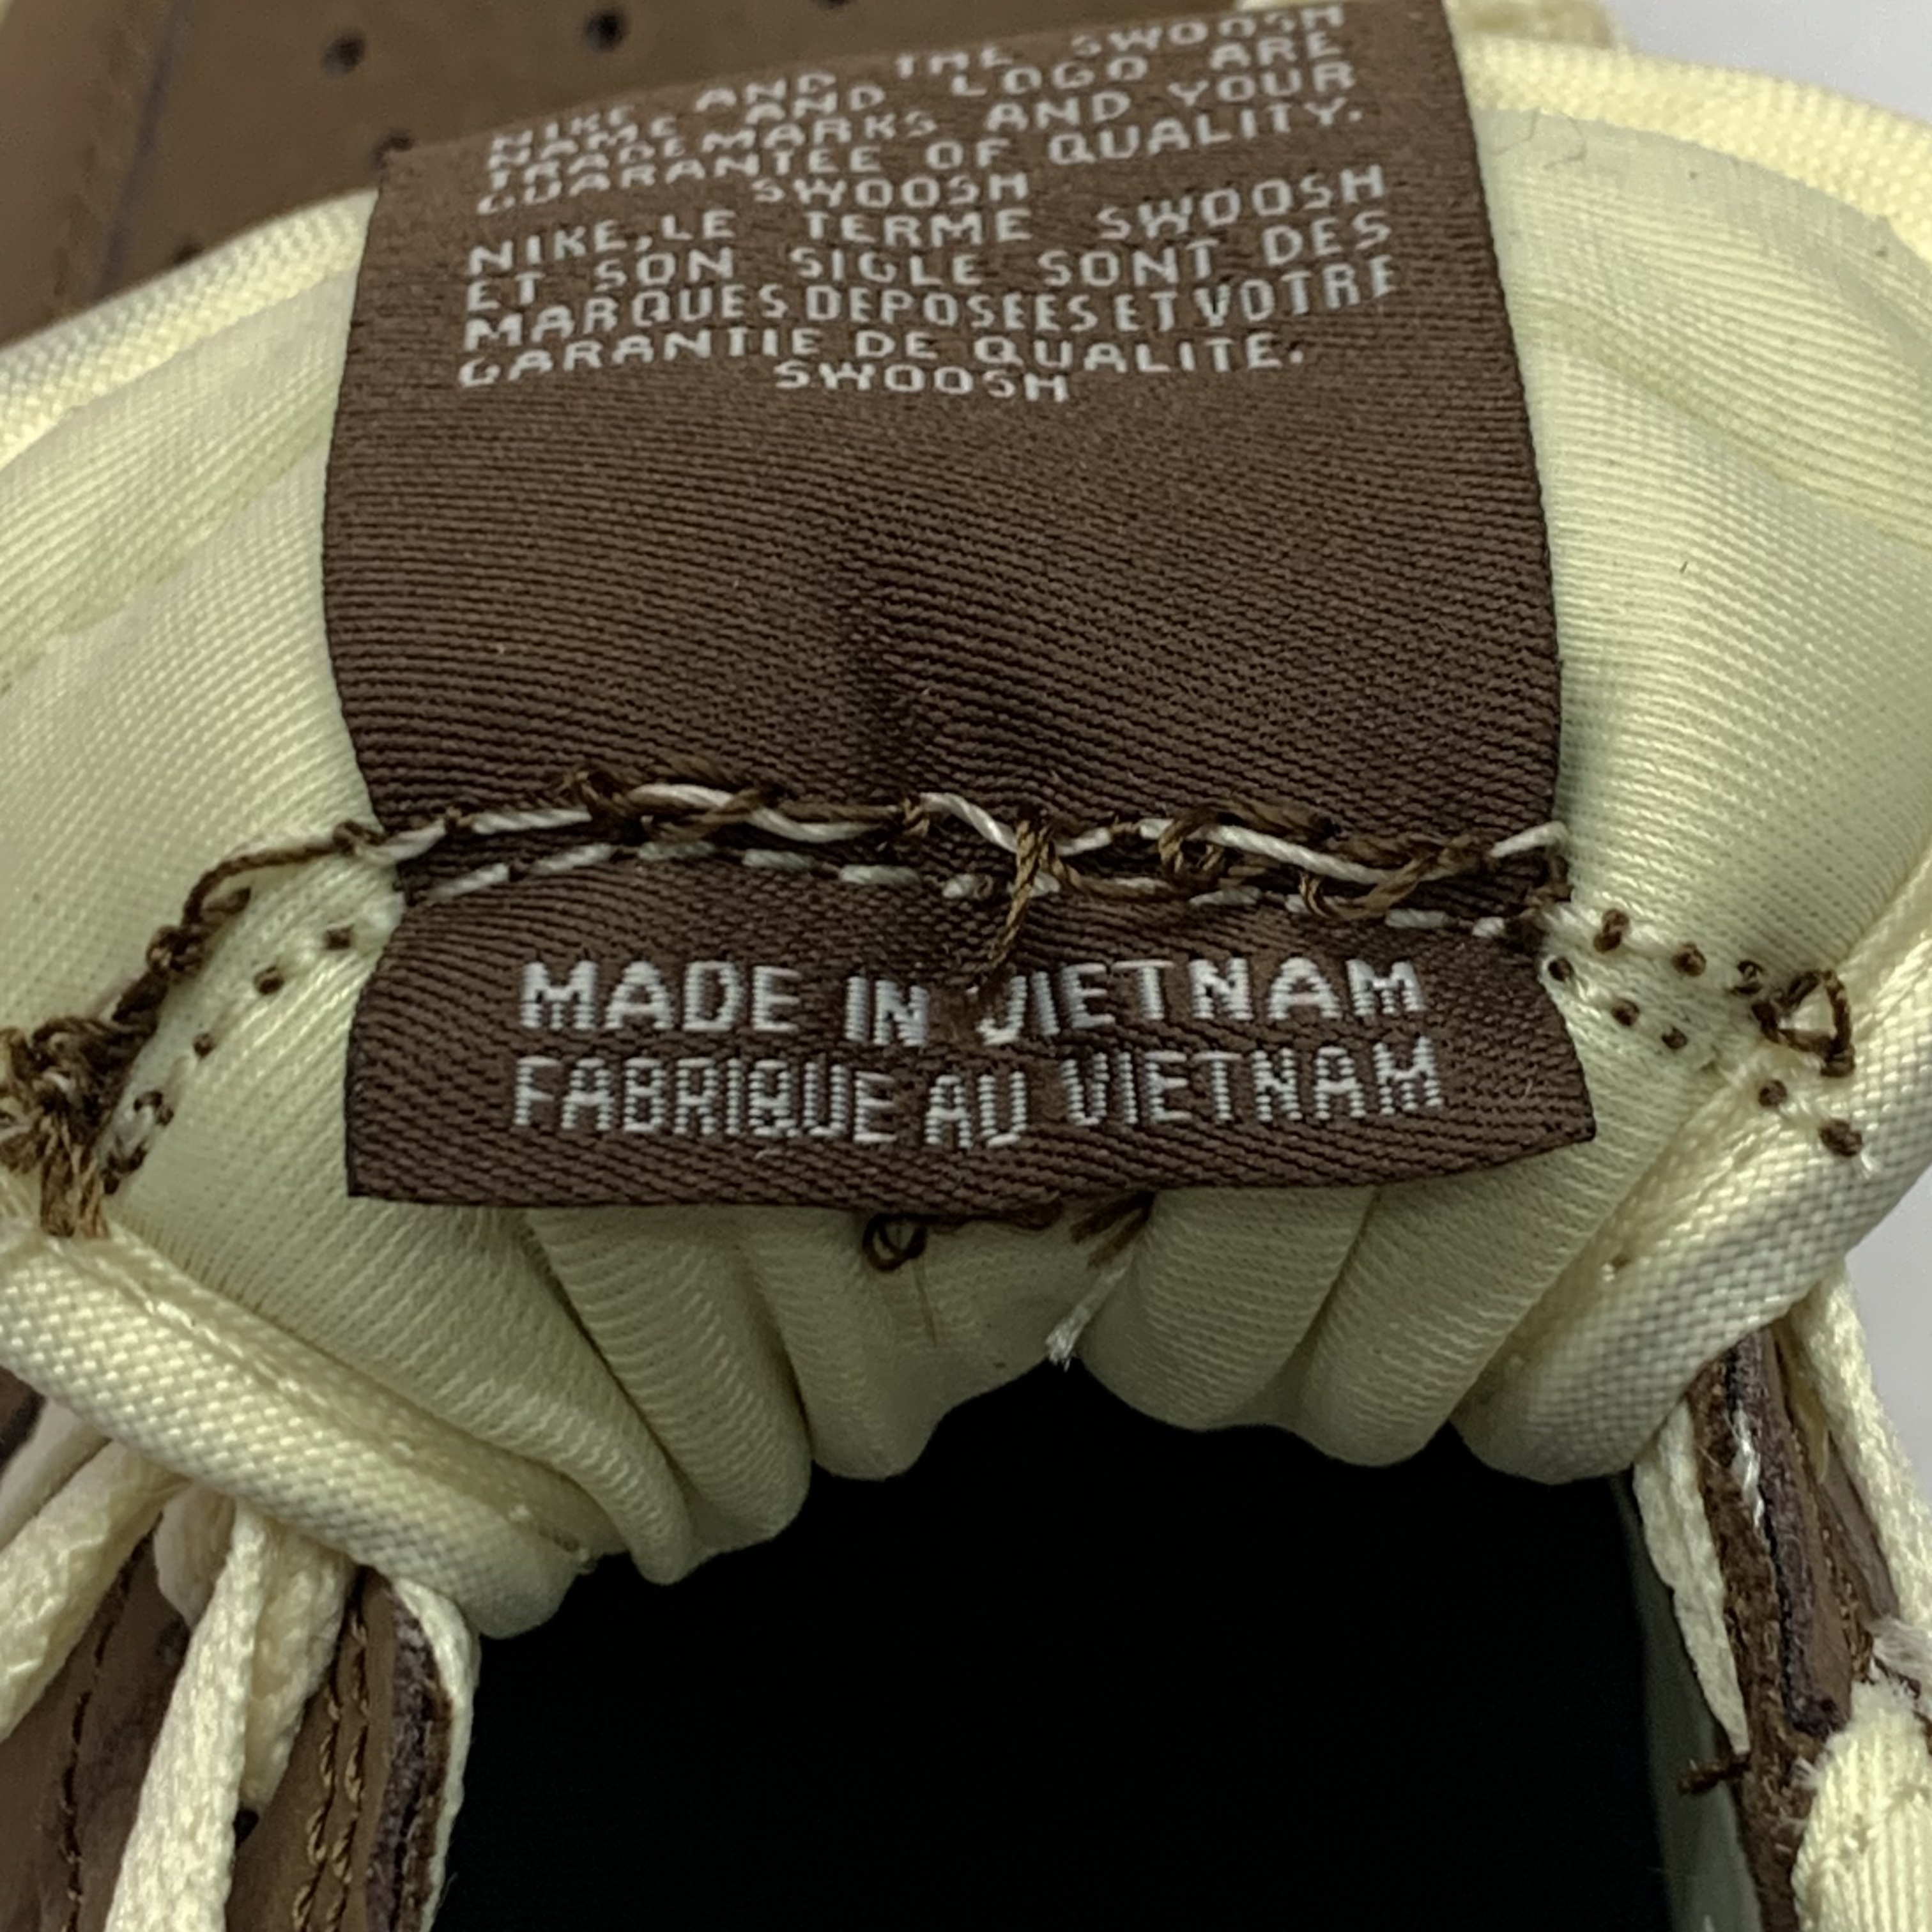 NIKE AND THE SWOOSH
NAME AND LOGO ARE
TRADEMARKS AND YOUR
GUARANTEE OF QUALITY.
SWOOSH
NIKE,LE TERME SWOOSH
ET SON SIGLE SONT DES
MARQUES DEPOSEES ET VOTRE
GARANTIE DE QUALITE.
SWOOSH
MADE IN VIETNAM
FABRIQUE AU VIETNAM